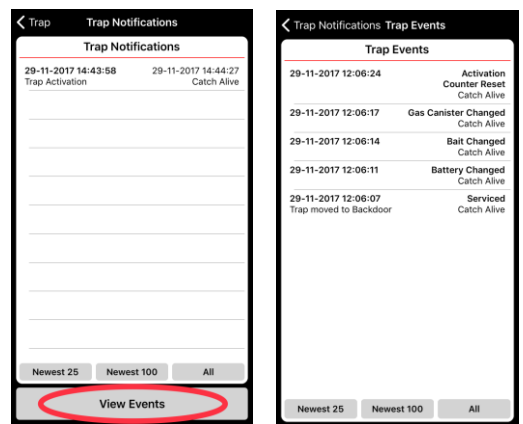 Trap Trap Notifications
Trap Notifications
29-11-2017 14:43:58 29-11-2017 14:44:27
Trap Activation Catch Alive
Newest 25 Newest 100 All
View Events
Trap Notifications Trap Events
Trap Events
29-11-2017 12:06:24 Activation
Counter Reset
Catch Alive
29-11-2017 12:06:17 Gas Canister Changed
Catch Alive
29-11-2017 12:06:14 Bait Changed
Catch Alive
29-11-2017 12:06:11 Battery Changed
Catch Alive
29-11-2017 12:06:07 Serviced
Trap moved to Backdoor Catch Alive
Newest 25 Newest 100 All